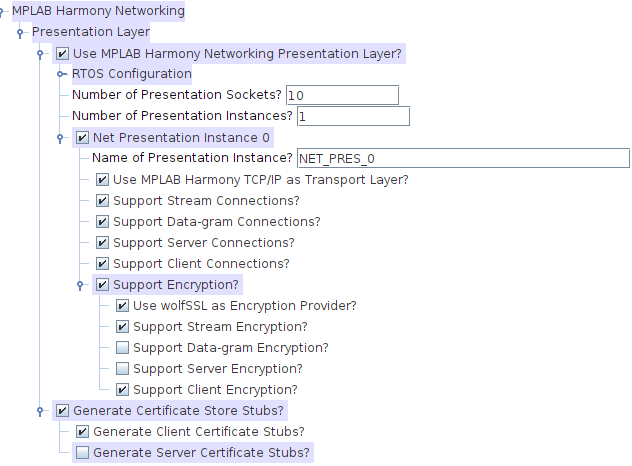 MPLAB Harmony Networking
Presentation Layer
Use MPLAB Harmony Networking Presentation Layer?
RTOS Configuration
Number of Presentation Sockets? 10
Number of Presentation Instances? 1
Net Presentation Instance 0
Name of Presentation Instance? NET_PRES_0
Use MPLAB Harmony TCP/IP as Transport Layer?
Support Stream Connections?
Support Data-gram Connections?
Support Server Connections?
Support Client Connections?
Support Encryption?
Use wolfSSL as Encryption Provider?
Support Stream Encryption?
Support Data-gram Encryption?
Support Server Encryption?
Support Client Encryption?
Generate Certificate Store Stubs?
Generate Client Certificate Stubs?
Generate Server Certificate Stubs?